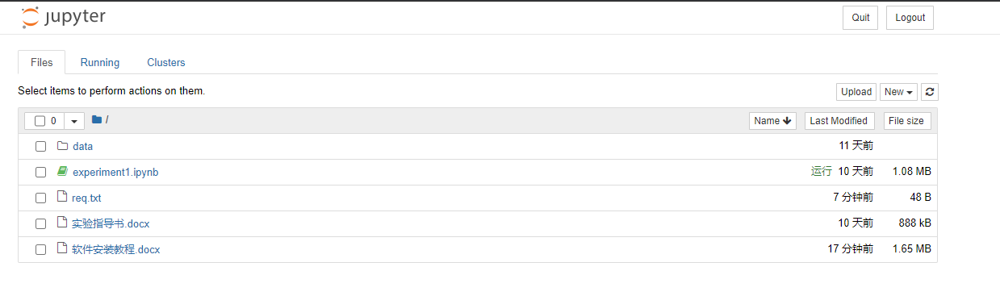 jupyter Quit Logout
Files Running Clusters
Select items to perform actions on them. Upload New
0 / Name Last Modified File size
data 11 天前
experiment1.ipynb 运行 10 天前 1.08 MB
req.txt 7 分钟前 48 B
实验指导书.docx 10 天前 888 kB
软件安装教程.docx 17 分钟前 1.65 MB